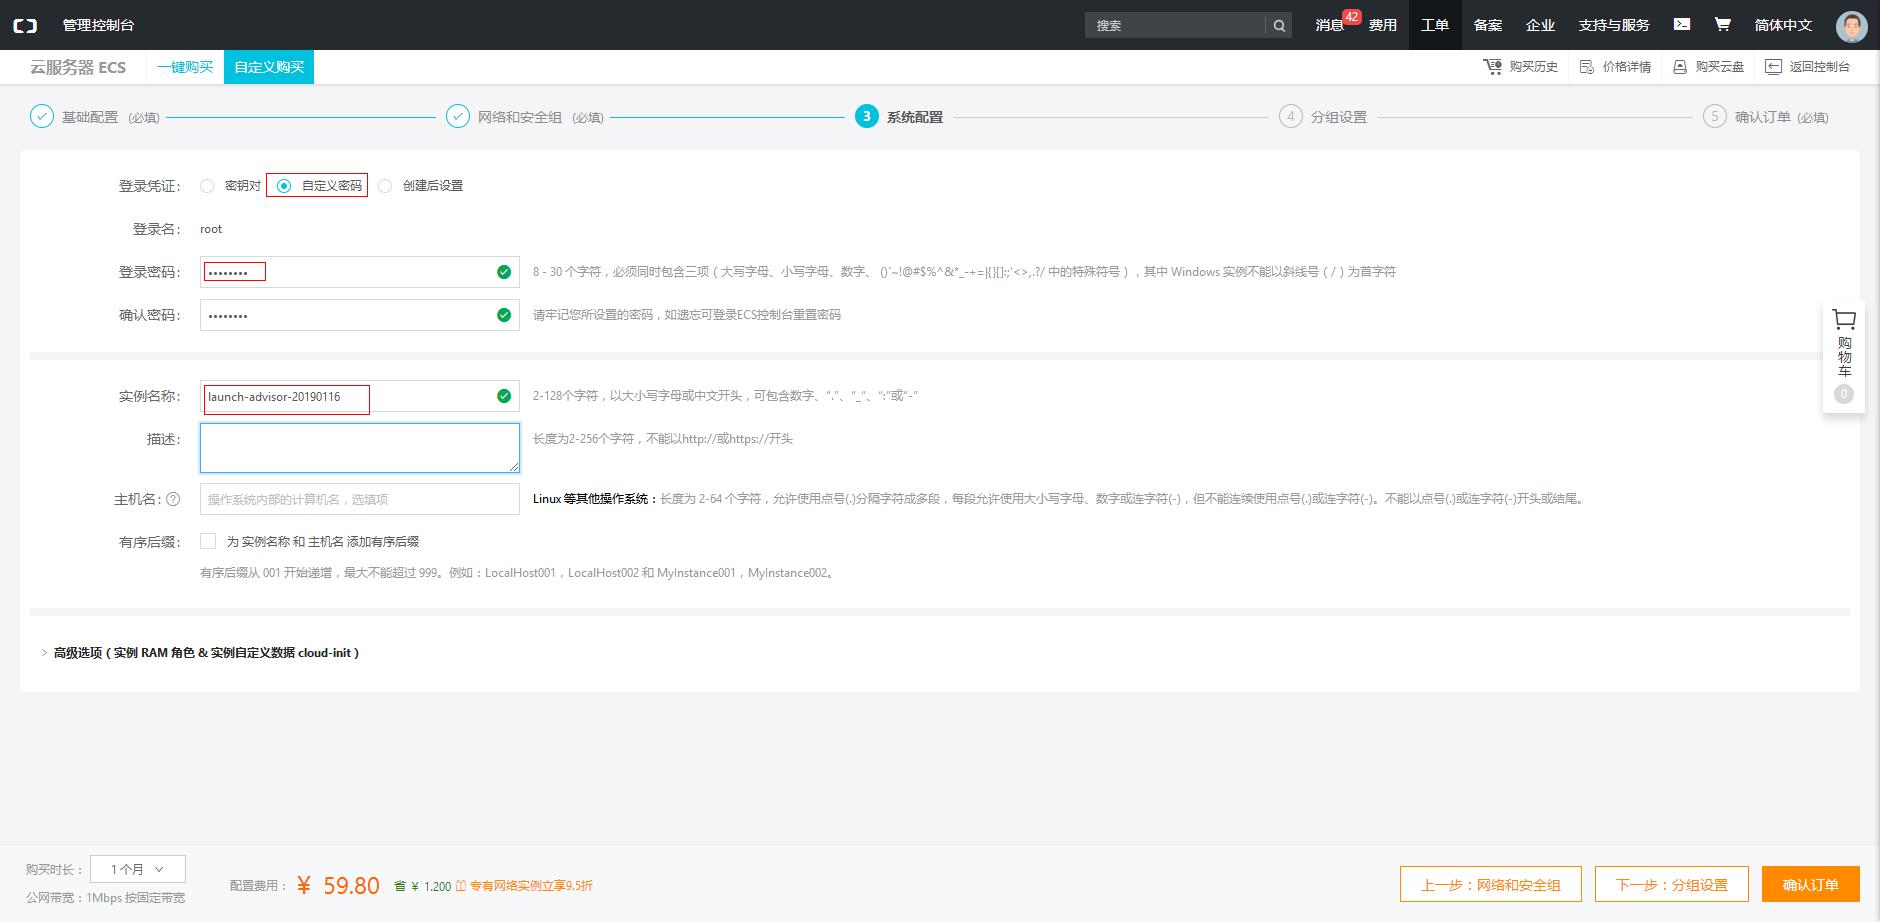 管理控制台
搜索
消息 42 费用 工单 备案 企业 支持与服务 简体中文
云服务器 ECS 一键购买 自定义购买
购买历史 价格详情 购买云盘 返回控制台
基础配置 (必填) 网络和安全组 (必填) 3 系统配置 4 分组设置 5 确认订单 (必填)
登录凭证: 密钥对 自定义密码 创建后设置
登录名: root
登录密码: •••••••• 8 - 30 个字符，必须同时包含三项（大写字母、小写字母、数字、 ()`~!@#$%^&*_-+=|{}[]:;'<>,.?/ 中的特殊符号），其中 Windows 实例不能以斜线号（/）为首字符
确认密码: •••••••• 请牢记您所设置的密码，如遗忘可登录ECS控制台重置密码
实例名称: launch-advisor-20190116 2-128个字符，以大小写字母或中文开头，可包含数字、“.”、“_”、“:”或“-”
描述: 长度为2-256个字符，不能以http://或https://开头
主机名: ? 操作系统内部的计算机名，选填项 Linux 等其他操作系统：长度为 2-64 个字符，允许使用点号(.)分隔字符成多段，每段允许使用大小写字母、数字或连字符(-)，但不能连续使用点号(.)或连字符(-)。不能以点号(.)或连字符(-)开头或结尾。
有序后缀: 为 实例名称 和 主机名 添加有序后缀
有序后缀从 001 开始递增，最大不能超过 999。例如：LocalHost001，LocalHost002 和 MyInstance001，MyInstance002。
> 高级选项（实例 RAM 角色 & 实例自定义数据 cloud-init）
购物车
0
购买时长： 1 个月
公网带宽：1Mbps 按固定带宽
配置费用： ¥ 59.80 省 ¥ 1.200 专有网络实例立享9.5折
上一步：网络和安全组 下一步：分组设置 确认订单